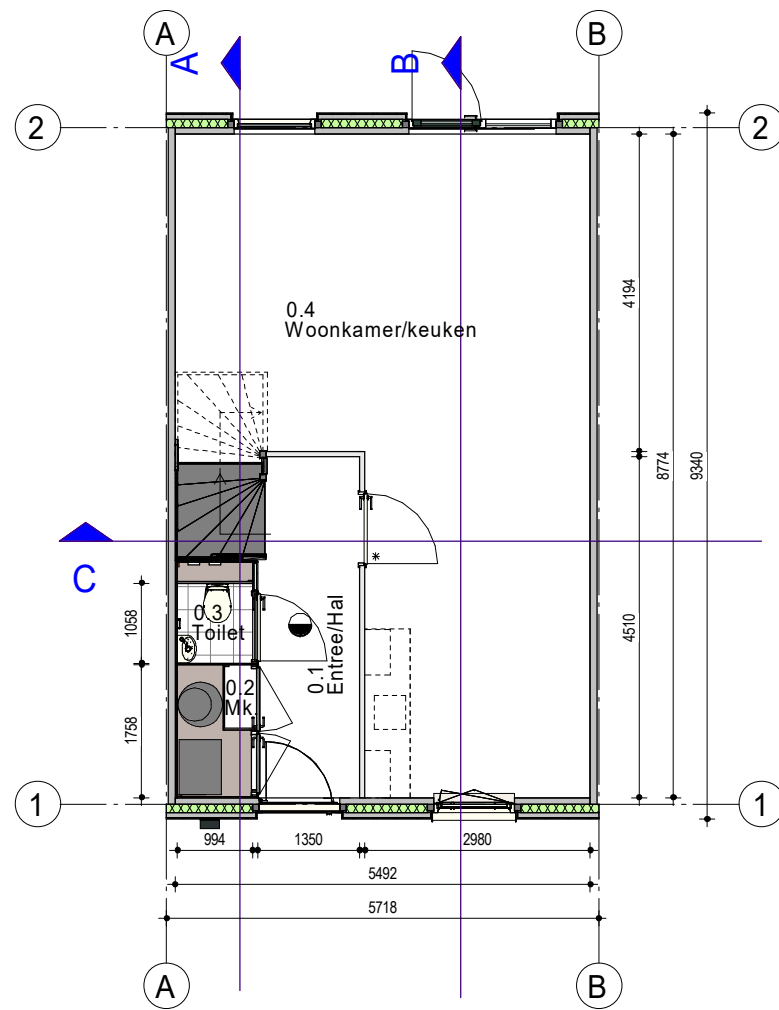 A
B
A
B
2
2
0.4
Woonkamer/keuken
4194
8774
9340
C
*
0.3
Toilet
1058
0.1
Entree/Hal
4510
0.2
Mk.
1758
1
1
994
1350
2980
5492
5718
A
B